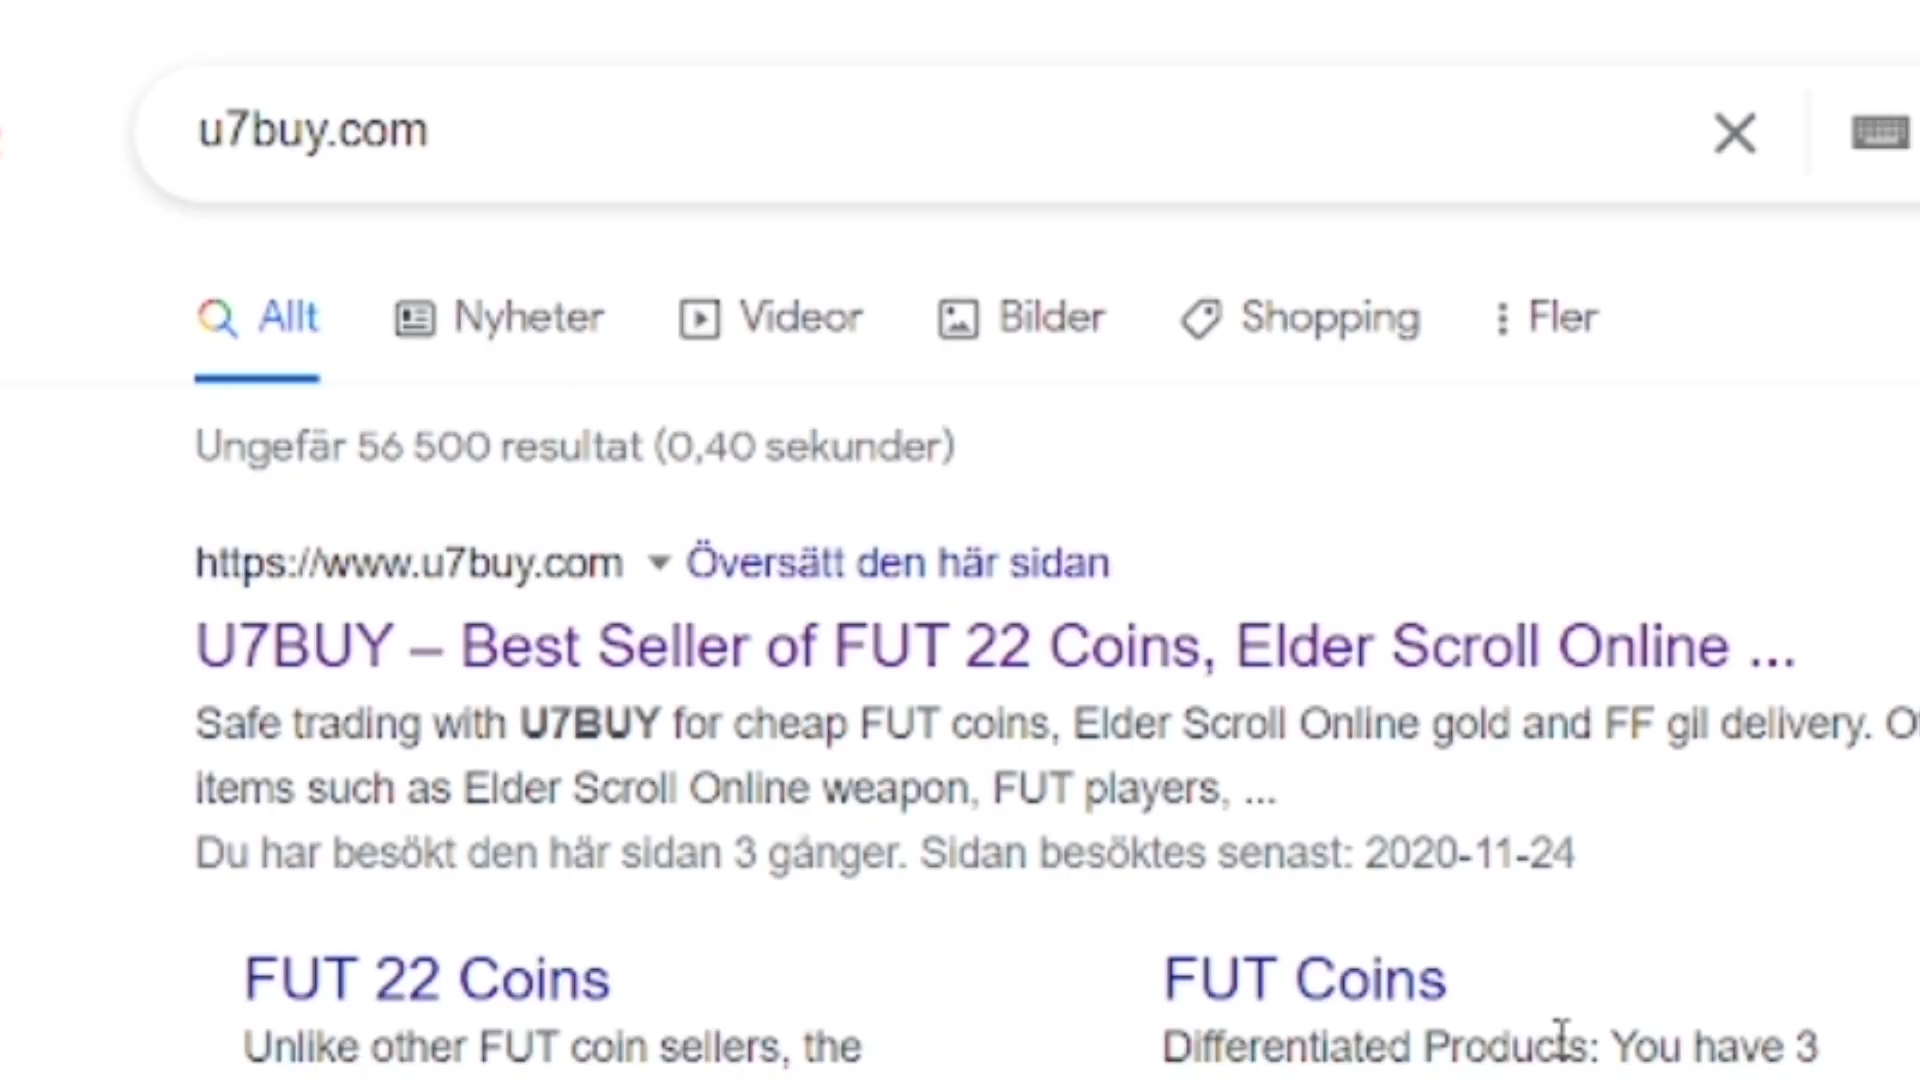 u7buy.com
Allt Nyheter Videor Bilder Shopping Fler
Ungefär 56 500 resultat (0,40 sekunder)
https://www.u7buy.com Översätt den här sidan
U7BUY – Best Seller of FUT 22 Coins, Elder Scroll Online ...
Safe trading with U7BUY for cheap FUT coins, Elder Scroll Online gold and FF gil delivery.
items such as Elder Scroll Online weapon, FUT players, ...
Du har besökt den här sidan 3 gånger. Sidan besöktes senast: 2020-11-24
FUT 22 Coins FUT Coins
Unlike other FUT coin sellers, the Differentiated Products: You have 3